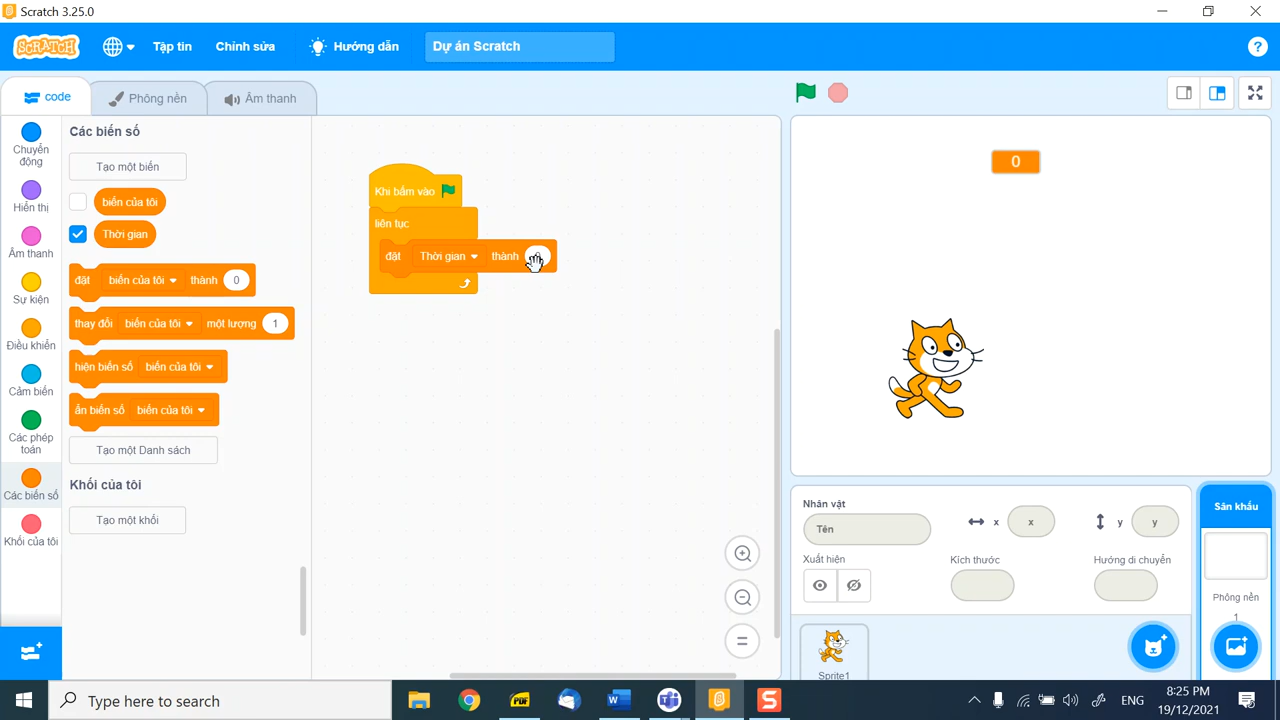 Scratch 3.25.0
SCRATCH
Tập tin
Chỉnh sửa
Hướng dẫn
Dự án Scratch
?
code
Phông nền
Âm thanh
Chuyển động
Hiển thị
Âm thanh
Sự kiện
Điều khiển
Cảm biến
Các phép toán
Các biến số
Khối của tôi
Các biến số
Tạo một biến
biến của tôi
Thời gian
đặt biến của tôi thành 0
thay đổi biến của tôi một lượng 1
hiện biến số biến của tôi
ẩn biến số biến của tôi
Tạo một Danh sách
Khối của tôi
Tạo một khối
Khi bấm vào
liên tục
đặt Thời gian thành
0
Nhân vật
Tên
x x
y y
Xuất hiện
Kích thước
Hướng di chuyển
Sprite1
Sân khấu
Phông nền
1
Type here to search
PDF
W
S
ENG
8:25 PM
19/12/2021